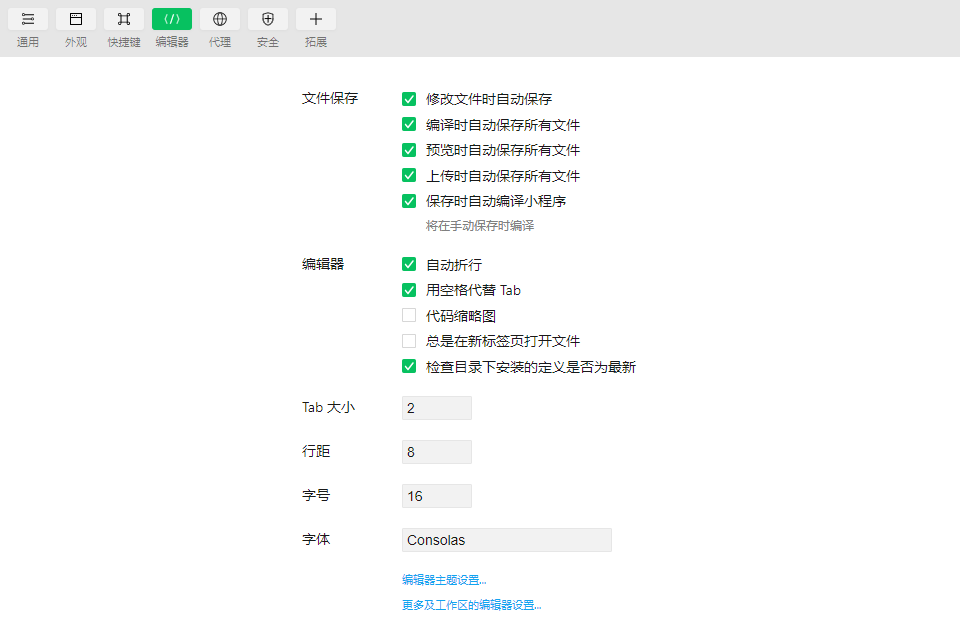 通用 外观 快捷键 编辑器 代理 安全 拓展
文件保存 修改文件时自动保存
编译时自动保存所有文件
预览时自动保存所有文件
上传时自动保存所有文件
保存时自动编译小程序
将在手动保存时编译
编辑器 自动折行
用空格代替 Tab
代码缩略图
总是在新标签页打开文件
检查目录下安装的定义是否为最新
Tab 大小 2
行距 8
字号 16
字体 Consolas
编辑器主题设置...
更多及工作区的编辑器设置...